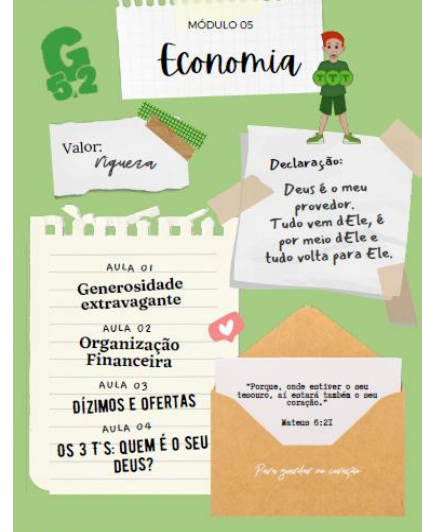 MÓDULO 05
Economia
G
5.2
TTT
Valor:
riqueza
Declaração:
Deus é o meu
provedor.
Tudo vem dEle, é
por meio dEle e
tudo volta para Ele.
AULA 01
Generosidade
extravagante
AULA 02
Organização
Financeira
AULA 03
DÍZIMOS E OFERTAS
AULA 04
OS 3 T'S: QUEM É O SEU
DEUS?
"Porque, onde estiver o seu
tesouro, aí estará também o seu
coração."
Mateus 6:21
Para guardar no coração